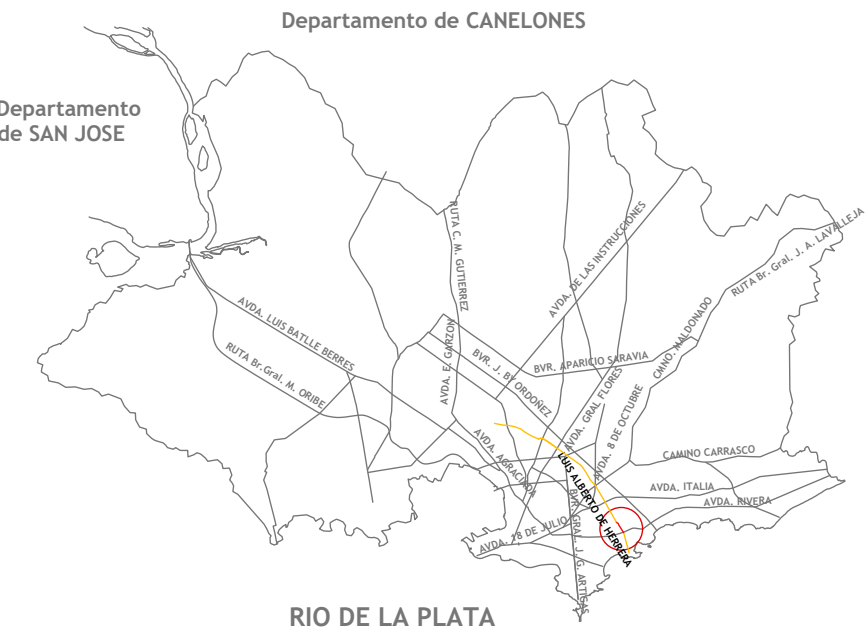 Departamento de CANELONES
Departamento
de SAN JOSE
RUTA C. M. GUTIERREZ
AVDA. DE LAS INSTRUCCIONES
RUTA Br. Gral. J. A. LAVALLEJA
AVDA. LUIS BATLLE BERRES
RUTA Br.Gral. M. ORIBE
AVDA. E. GARZON
BVR. J. BY ORDOÑEZ
BVR. APARICIO SARAVIA
CMNO. MALDONADO
AVDA. GRAL FLORES
AVDA. 8 DE OCTUBRE
AVDA. AGRACIADA
CAMINO CARRASCO
AVDA. ITALIA
AVDA. RIVERA
LUIS ALBERTO DE HERRERA
AVDA. 18 DE JULIO
BVR. GRAL. J. G. ARTIGAS
RIO DE LA PLATA